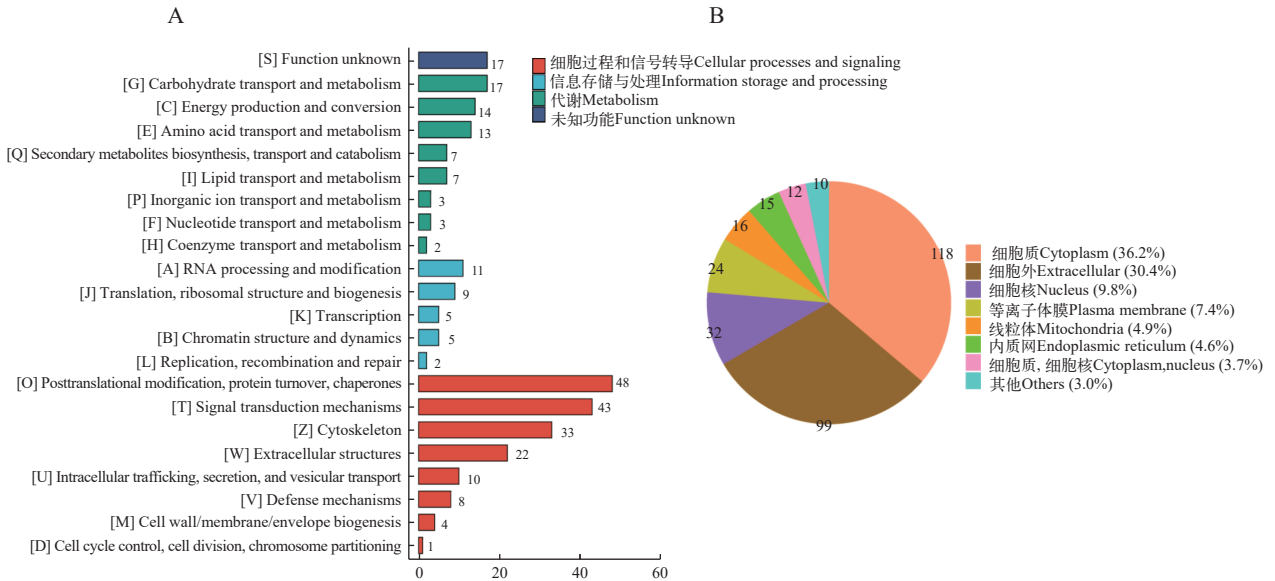 A
[S] Function unknown
17
[G] Carbohydrate transport and metabolism
17
[C] Energy production and conversion
14
[E] Amino acid transport and metabolism
13
[Q] Secondary metabolites biosynthesis, transport and catabolism
7
[I] Lipid transport and metabolism
7
[P] Inorganic ion transport and metabolism
3
[F] Nucleotide transport and metabolism
3
[H] Coenzyme transport and metabolism
2
[A] RNA processing and modification
11
[J] Translation, ribosomal structure and biogenesis
9
[K] Transcription
5
[B] Chromatin structure and dynamics
5
[L] Replication, recombination and repair
2
[O] Posttranslational modification, protein turnover, chaperones
48
[T] Signal transduction mechanisms
43
[Z] Cytoskeleton
33
[W] Extracellular structures
22
[U] Intracellular trafficking, secretion, and vesicular transport
10
[V] Defense mechanisms
8
[M] Cell wall/membrane/envelope biogenesis
4
[D] Cell cycle control, cell division, chromosome partitioning
1
0
20
40
60
细胞过程和信号转导Cellular processes and signaling
信息存储与处理Information storage and processing
代谢Metabolism
未知功能Function unknown
B
118
99
32
24
16
15
12
10
细胞质Cytoplasm (36.2%)
细胞外Extracellular (30.4%)
细胞核Nucleus (9.8%)
等离子体膜Plasma membrane (7.4%)
线粒体Mitochondria (4.9%)
内质网Endoplasmic reticulum (4.6%)
细胞质, 细胞核Cytoplasm,nucleus (3.7%)
其他Others (3.0%)